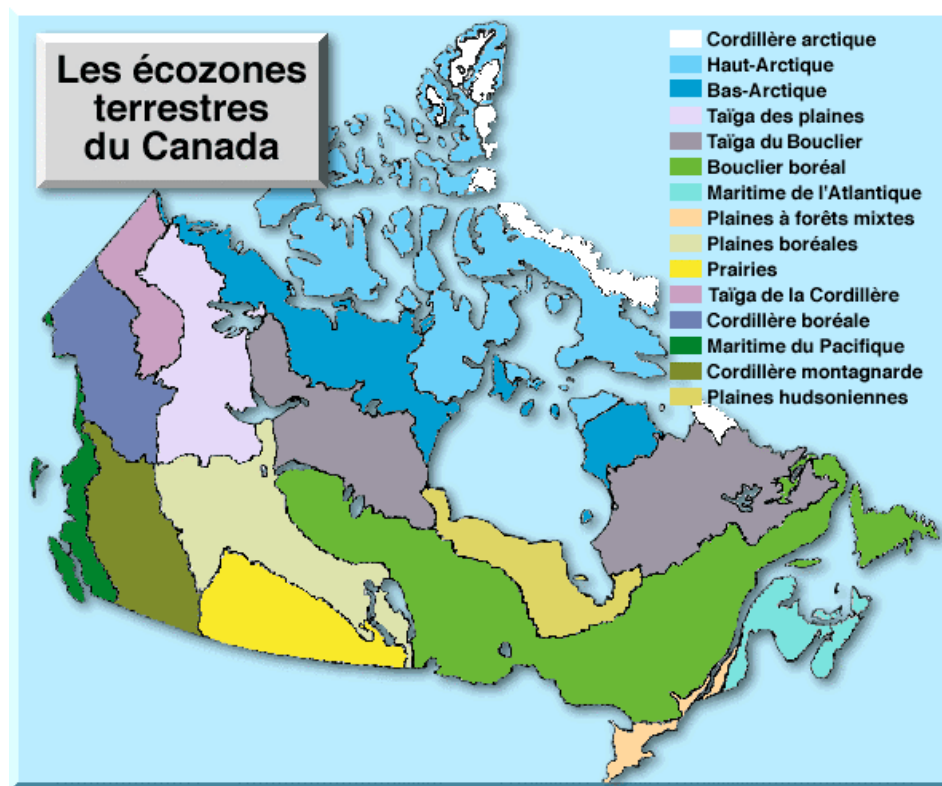 Les écozones
terrestres
du Canada
Cordillère arctique
Haut-Arctique
Bas-Arctique
Taïga des plaines
Taïga du Bouclier
Bouclier boréal
Maritime de l'Atlantique
Plaines à forêts mixtes
Plaines boréales
Prairies
Taïga de la Cordillère
Cordillère boréale
Maritime du Pacifique
Cordillère montagnarde
Plaines hudsoniennes